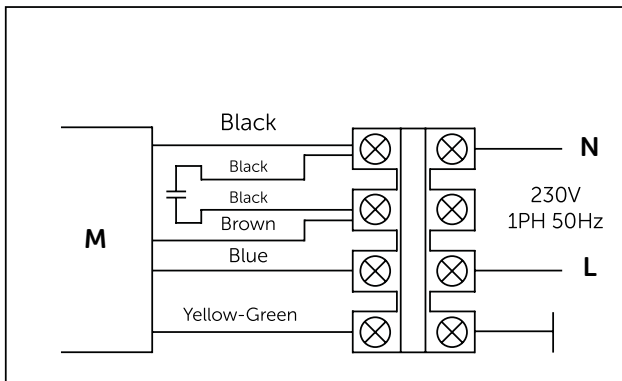 Black
N
Black
Black
230V
1PH 50Hz
Brown
M
Blue
L
Yellow-Green